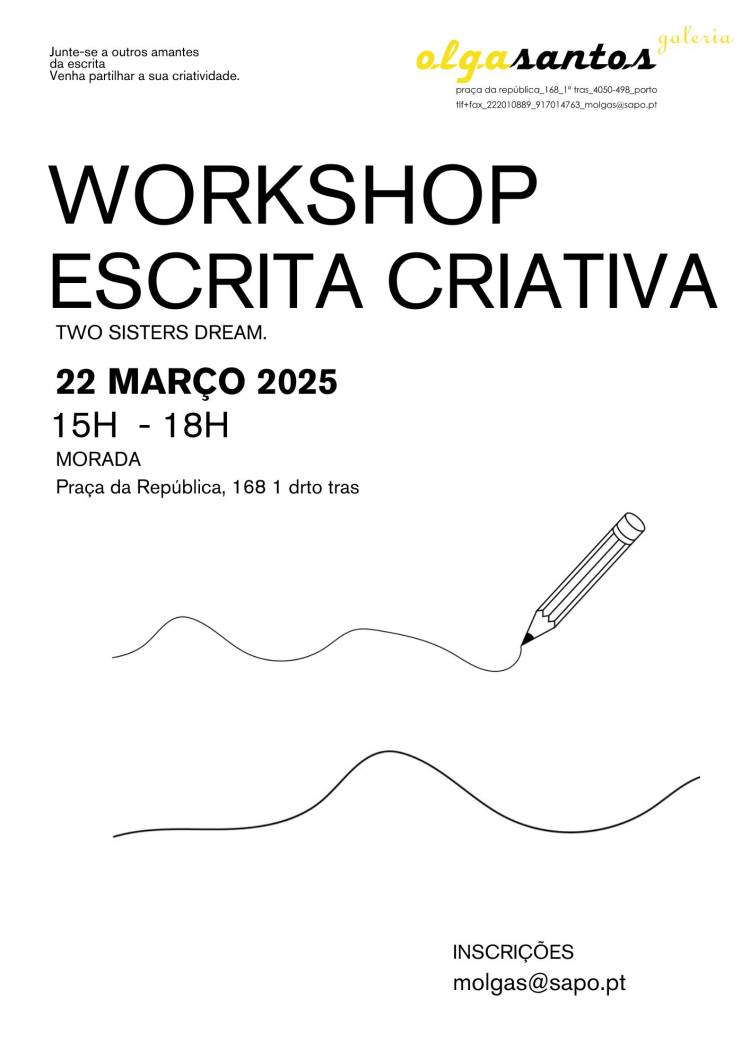 Junte-se a outros amantes
da escrita
Venha partilhar a sua criatividade.
olgasantos galeria
praça da república_168_1º tras_4050-498_porto
tlf+fax_222010889_917014763_molgas@sapo.pt
WORKSHOP
ESCRITA CRIATIVA
TWO SISTERS DREAM.
22 MARÇO 2025
15H - 18H
MORADA
Praça da República, 168 1 drto tras
INSCRIÇÕES
molgas@sapo.pt